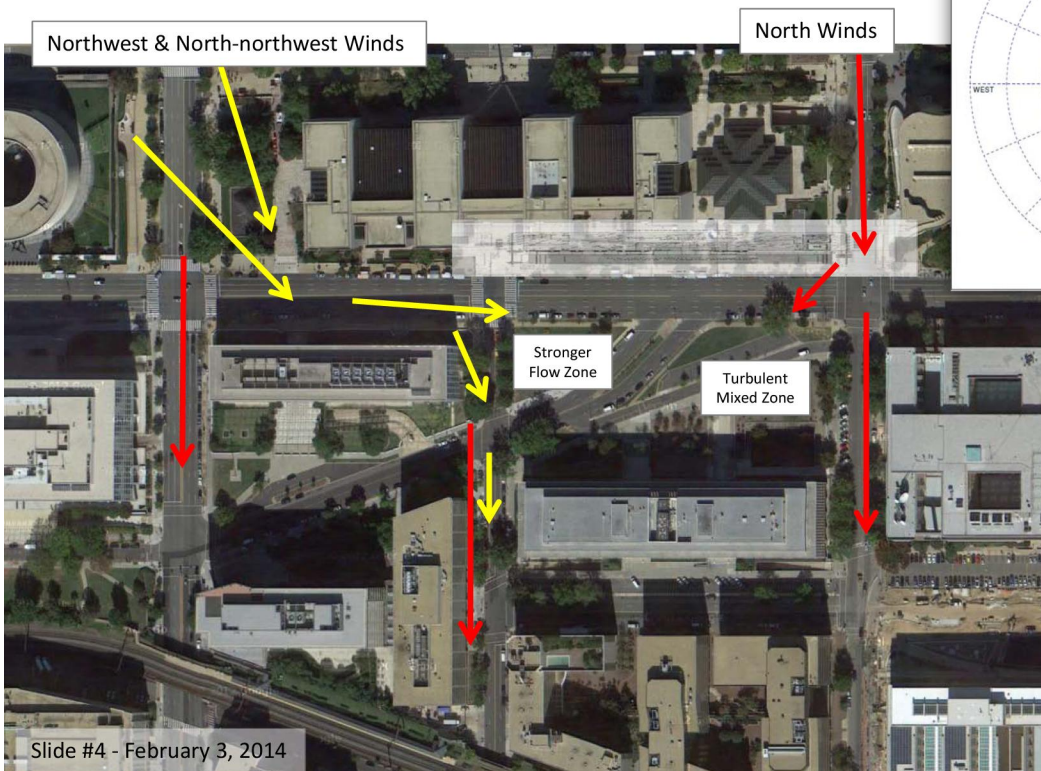 Northwest & North-northwest Winds
North Winds
WEST
Stronger
Flow Zone
Turbulent
Mixed Zone
Slide #4 - February 3, 2014